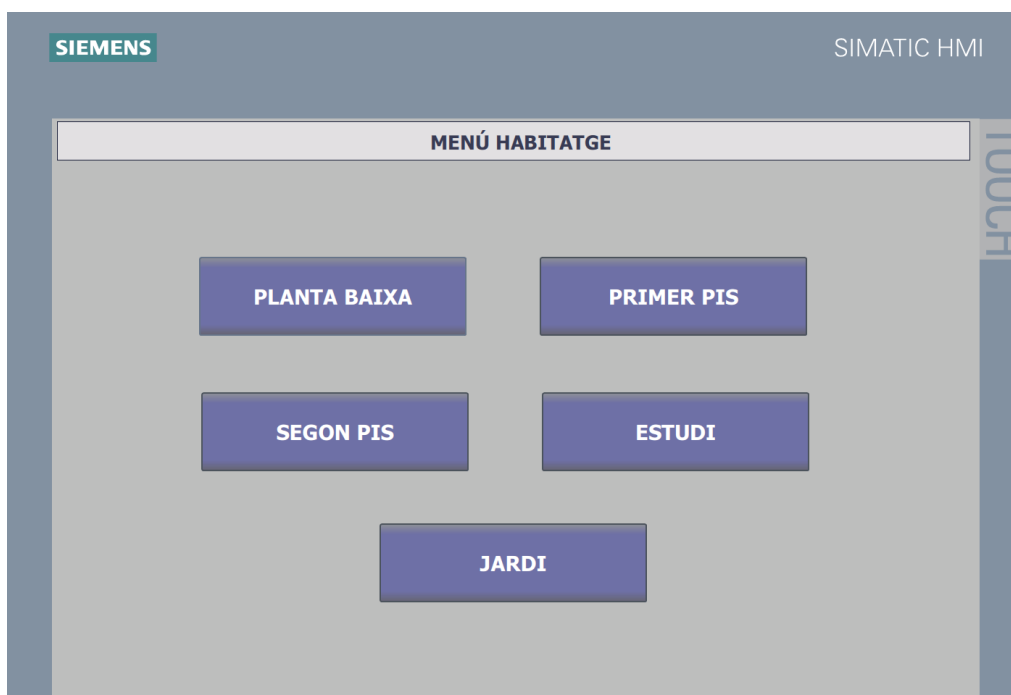 SIEMENS
SIMATIC HMI
TOUCH
MENÚ HABITATGE
PLANTA BAIXA
PRIMER PIS
SEGON PIS
ESTUDI
JARDI